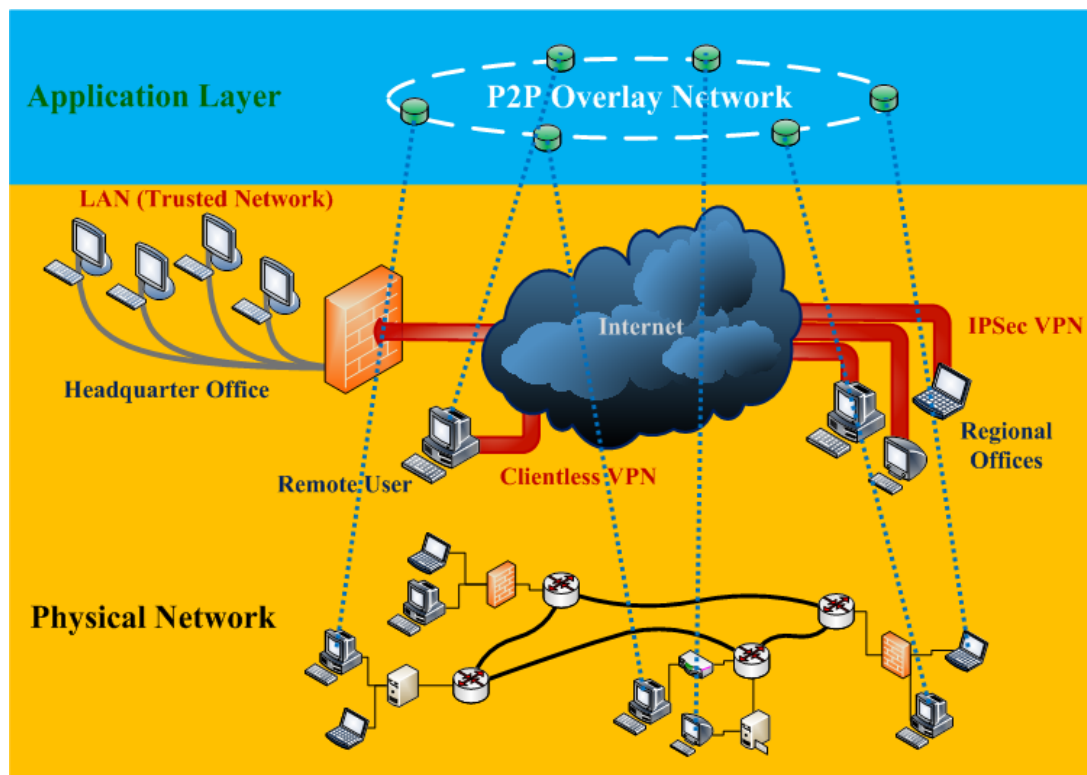 Application Layer
P2P Overlay Network
LAN (Trusted Network)
Internet
IPSec VPN
Headquarter Office
Regional
Offices
Remote User
Clientless VPN
Physical Network